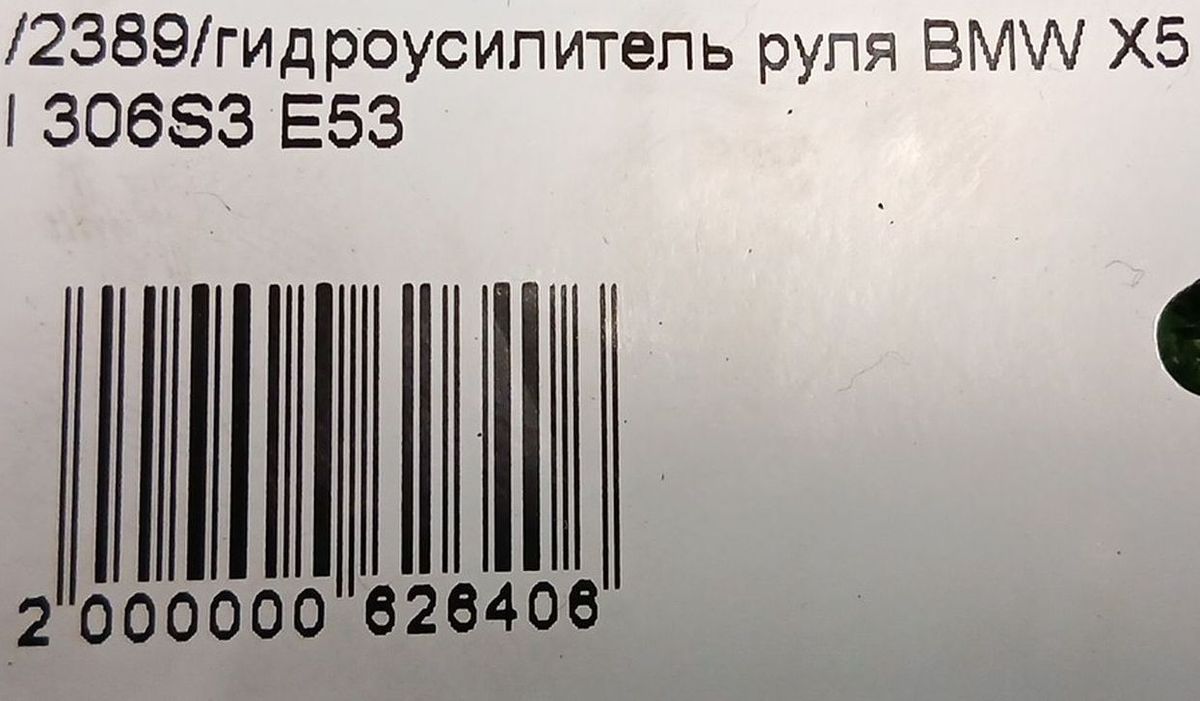 /2389/гидроусилитель руля BMW X5
I 306S3 E53
2 000000 626406